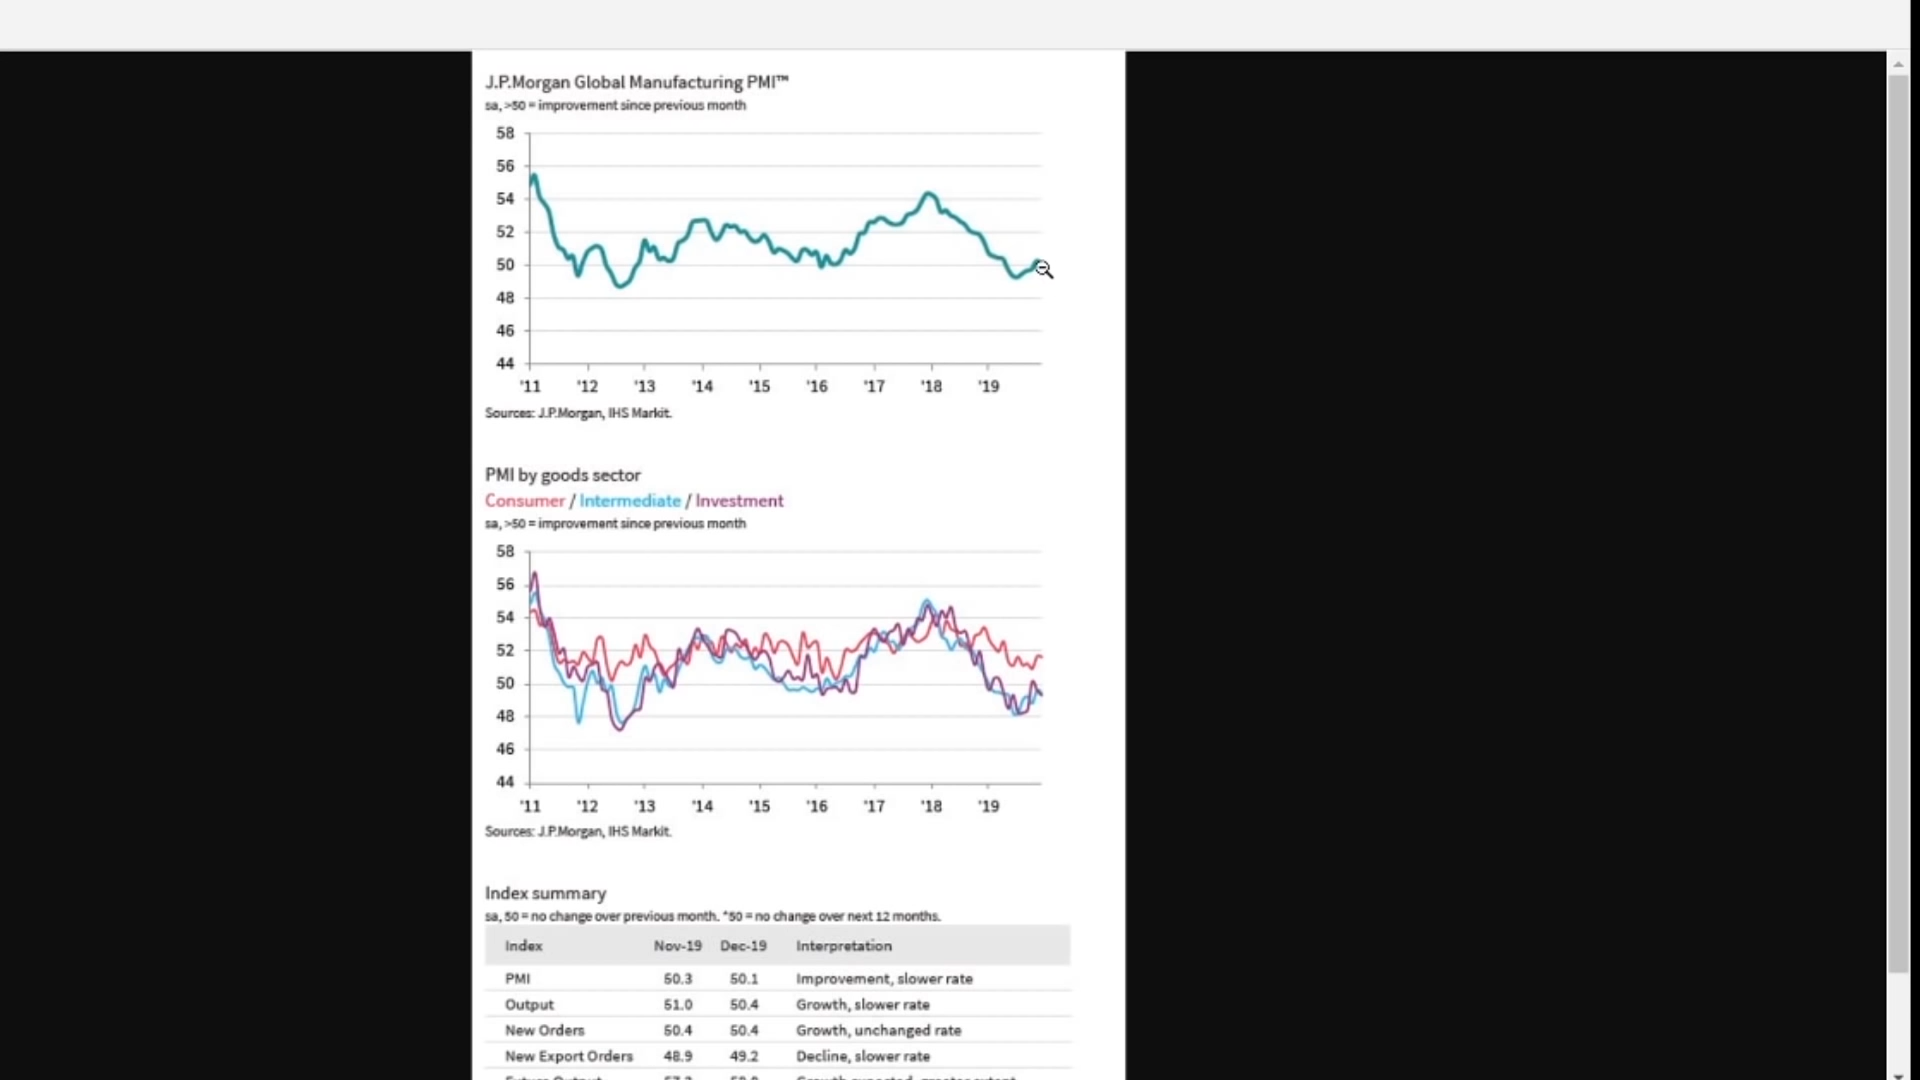 J.P.Morgan Global Manufacturing PMI™
sa, >50 = improvement since previous month
58
56
54
52
50
48
46
44
'11 '12 '13 '14 '15 '16 '17 '18 '19
Sources: J.P.Morgan, IHS Markit.
PMI by goods sector
Consumer / Intermediate / Investment
sa, >50 = improvement since previous month
58
56
54
52
50
48
46
44
'11 '12 '13 '14 '15 '16 '17 '18 '19
Sources: J.P.Morgan, IHS Markit.
Index summary
sa, 50 = no change over previous month. *50 = no change over next 12 months.
Index Nov-19 Dec-19 Interpretation
PMI 50.3 50.1 Improvement, slower rate
Output 51.0 50.4 Growth, slower rate
New Orders 50.4 50.4 Growth, unchanged rate
New Export Orders 48.9 49.2 Decline, slower rate